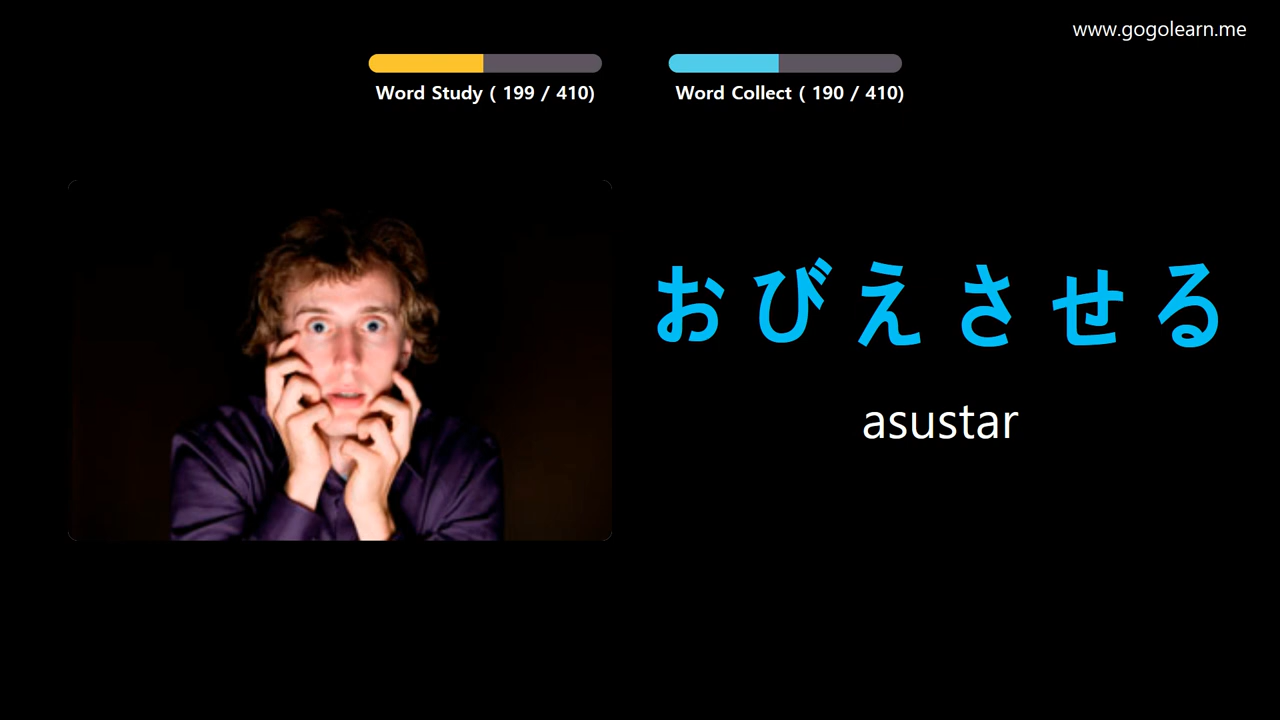 www.gogolearn.me
Word Study ( 199 / 410)
Word Collect ( 190 / 410)
おびえさせる
asustar